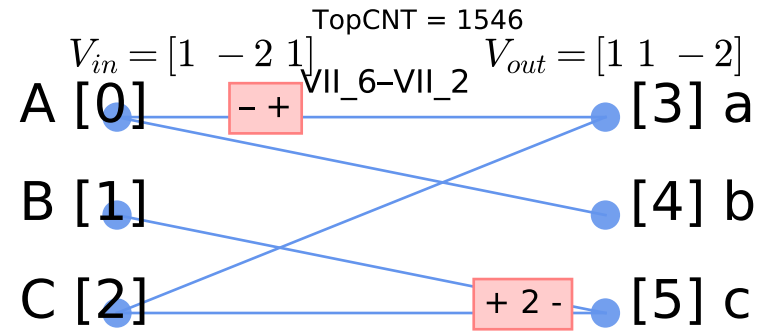 TopCNT = 1546
V_in = [1 − 2 1] V_out = [1 1 − 2]
VII_6–VII_2
A [0] – + [3] a
B [1] [4] b
C [2] + 2 - [5] c